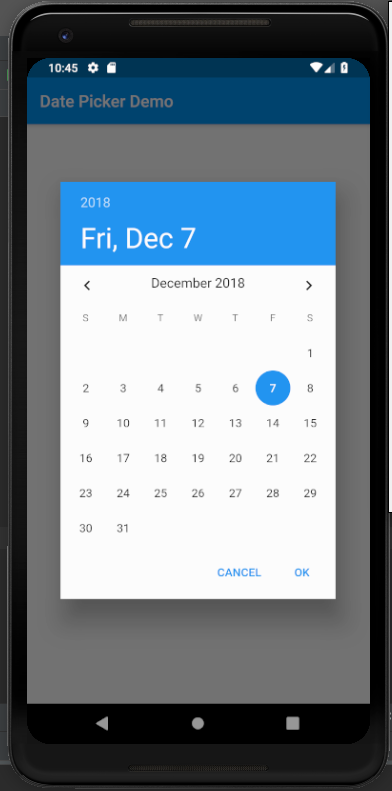 10:45
Date Picker Demo
2018
Fri, Dec 7
December 2018
S M T W T F S
1
2 3 4 5 6 7 8
9 10 11 12 13 14 15
16 17 18 19 20 21 22
23 24 25 26 27 28 29
30 31
CANCEL OK